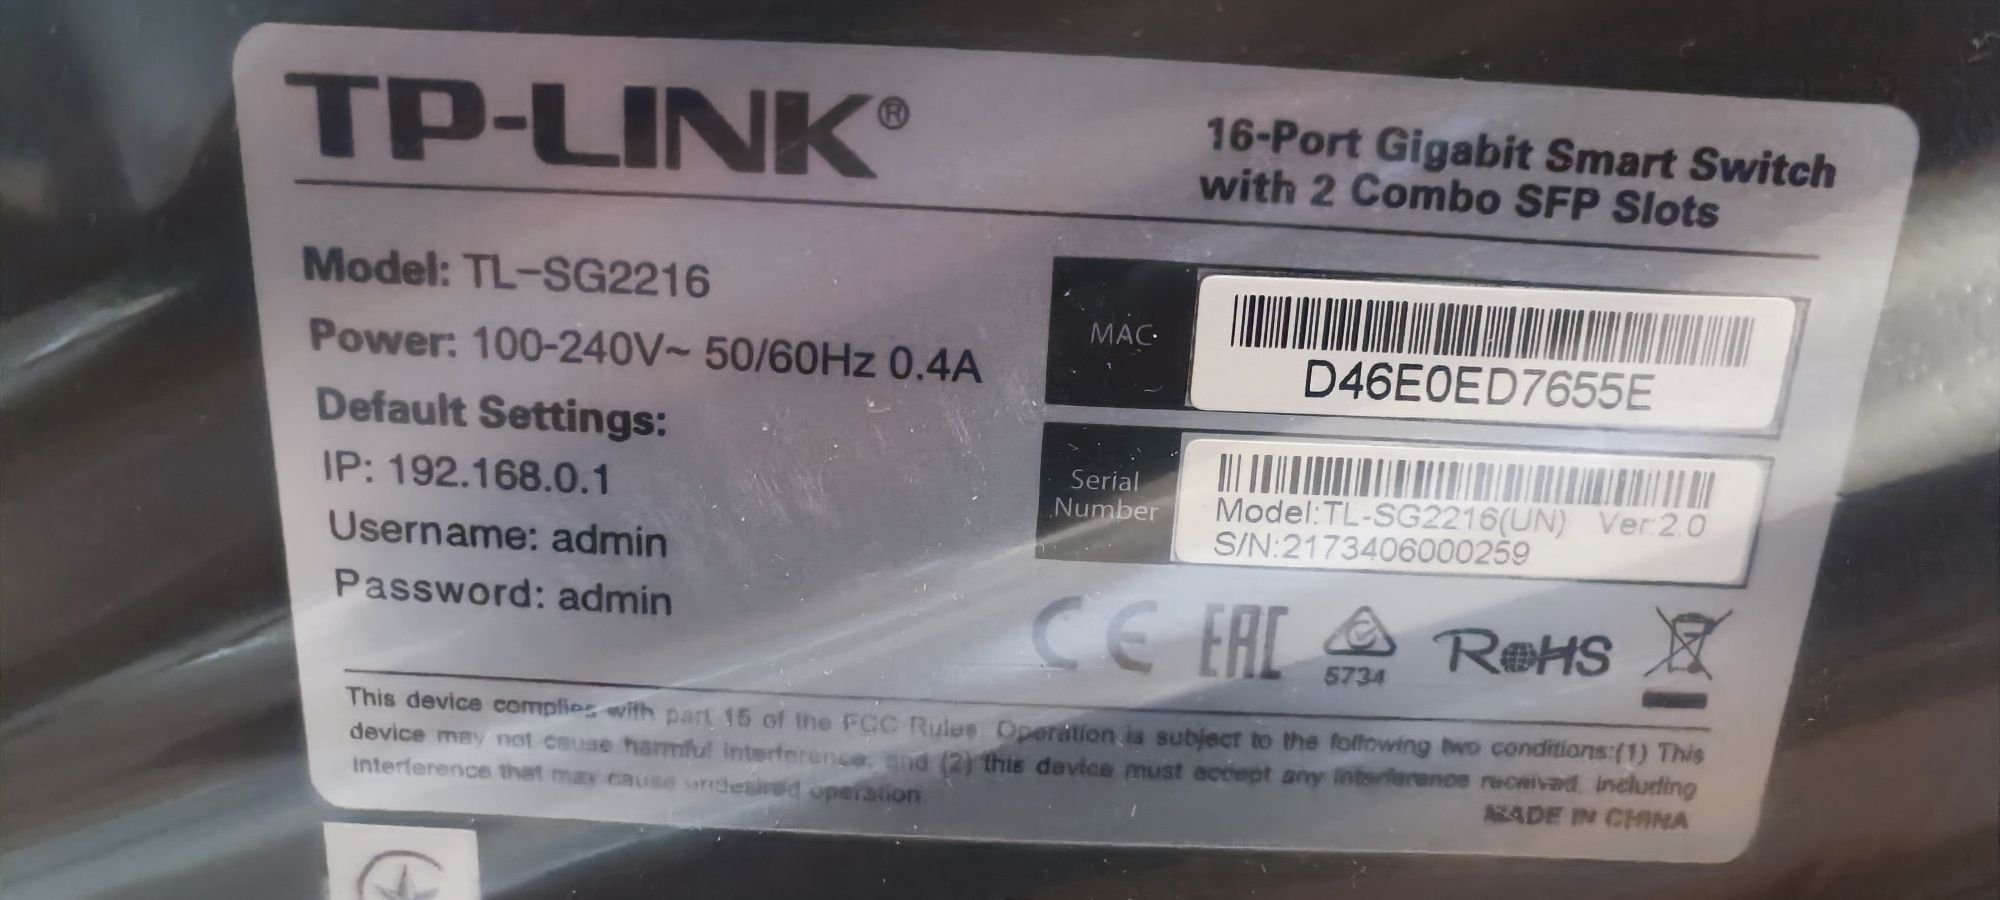 TP-LINK®
16-Port Gigabit Smart Switch
with 2 Combo SFP Slots
Model: TL-SG2216
Power: 100-240V~ 50/60Hz 0.4A
Default Settings:
IP: 192.168.0.1
Username: admin
Password: admin
MAC
D46E0ED7655E
Serial
Number
Model:TL-SG2216(UN) Ver:2.0
S/N:2173406000259
CE EAC 5734 RoHS
This device complies with part 15 of the FCC Rules. Operation is subject to the following two conditions:(1) This
device may not cause harmful interference, and (2) this device must accept any interference received, including
interference that may cause undesired operation.
MADE IN CHINA